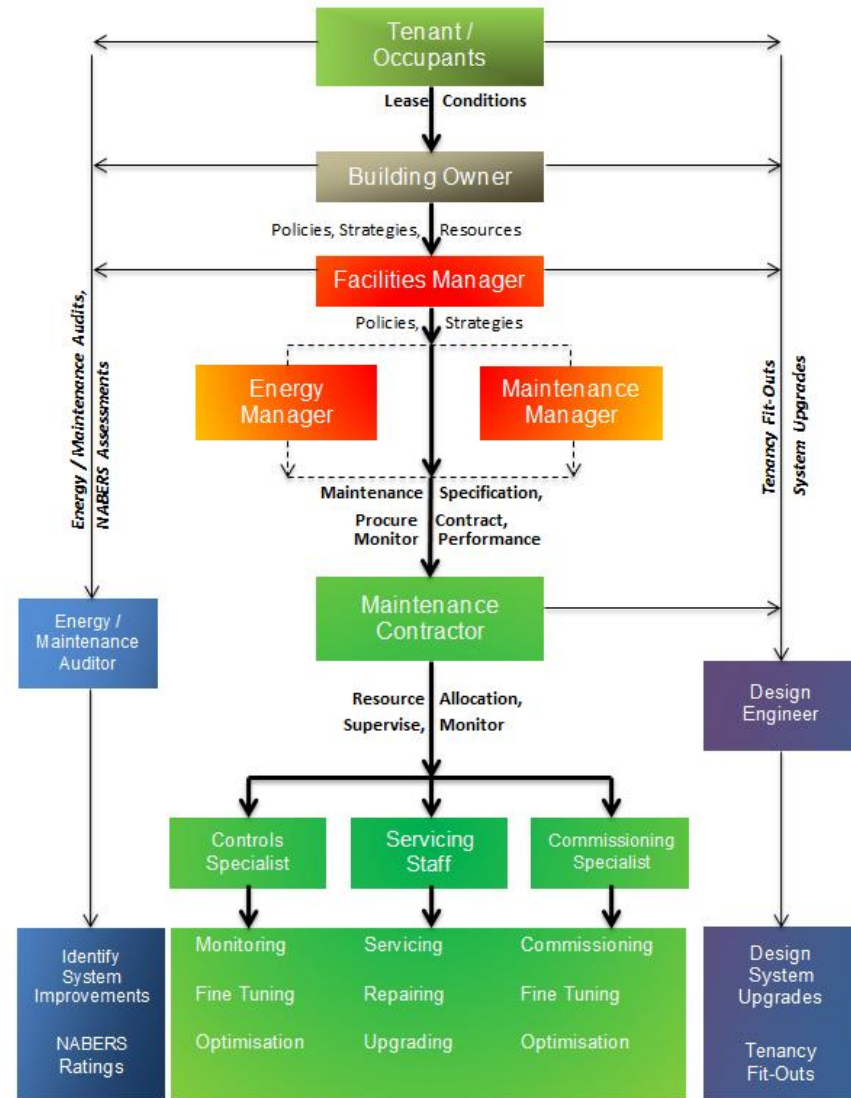 Tenant /
Occupants
Lease Conditions
Building Owner
Policies, Strategies, Resources
Facilities Manager
Policies, Strategies
Energy
Manager
Maintenance
Manager
Energy / Maintenance Audits,
NABERS Assessments
Tenancy Fit-Outs
System Upgrades
Maintenance Specification,
Procure Contract,
Monitor Performance
Maintenance
Contractor
Energy /
Maintenance
Auditor
Design
Engineer
Resource Allocation,
Supervise, Monitor
Controls
Specialist
Servicing
Staff
Commissioning
Specialist
Identify
System
Improvements
NABERS
Ratings
Monitoring
Fine Tuning
Optimisation
Servicing
Repairing
Upgrading
Commissioning
Fine Tuning
Optimisation
Design
System
Upgrades
Tenancy
Fit-Outs